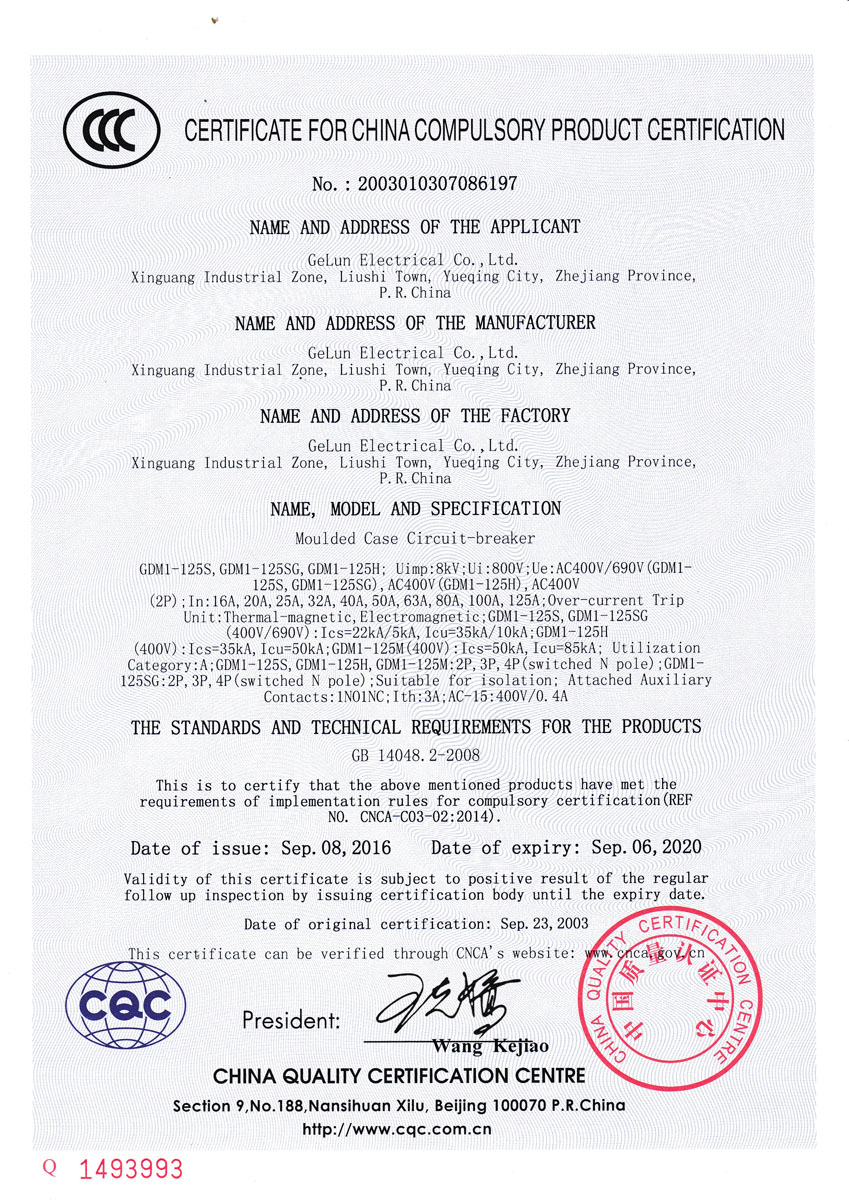 CCC
CERTIFICATE FOR CHINA COMPULSORY PRODUCT CERTIFICATION
No.: 2003010307086197
NAME AND ADDRESS OF THE APPLICANT
GeLun Electrical Co.,Ltd.
Xinguang Industrial Zone, Liushi Town, Yueqing City, Zhejiang Province,
P.R.China
NAME AND ADDRESS OF THE MANUFACTURER
GeLun Electrical Co.,Ltd.
Xinguang Industrial Zone, Liushi Town, Yueqing City, Zhejiang Province,
P.R.China
NAME AND ADDRESS OF THE FACTORY
GeLun Electrical Co.,Ltd.
Xinguang Industrial Zone, Liushi Town, Yueqing City, Zhejiang Province,
P.R.China
NAME, MODEL AND SPECIFICATION
Moulded Case Circuit-breaker
GDM1-125S,GDM1-125SG,GDM1-125H; Uimp:8kV;Ui:800V;Ue:AC400V/690V(GDM1-
125S,GDM1-125SG),AC400V(GDM1-125H),AC400V
(2P);In:16A,20A,25A,32A,40A,50A,63A,80A,100A,125A;Over-current Trip
Unit:Thermal-magnetic,Electromagnetic;GDM1-125S,GDM1-125SG
(400V/690V):Ics=22kA/5kA,Icu=35kA/10kA;GDM1-125H
(400V):Ics=35kA,Icu=50kA;GDM1-125M(400V):Ics=50kA,Icu=85kA; Utilization
Category:A;GDM1-125S,GDM1-125H,GDM1-125M:2P,3P,4P(switched N pole);GDM1-
125SG:2P,3P,4P(switched N pole);Suitable for isolation; Attached Auxiliary
Contacts:1NO1NC;Ith:3A;AC-15:400V/0.4A
THE STANDARDS AND TECHNICAL REQUIREMENTS FOR THE PRODUCTS
GB 14048.2-2008
This is to certify that the above mentioned products have met the
requirements of implementation rules for compulsory certification(REF
NO. CNCA-C03-02:2014).
Date of issue: Sep.08,2016 Date of expiry: Sep.06,2020
Validity of this certificate is subject to positive result of the regular
follow up inspection by issuing certification body until the expiry date.
Date of original certification: Sep.23,2003
This certificate can be verified through CNCA's website: www.cnca.gov.cn
CHINA QUALITY CERTIFICATION CENTRE
中国质量认证中心
CQC
President:
Wang Kejiao
CHINA QUALITY CERTIFICATION CENTRE
Section 9,No.188,Nansihuan Xilu, Beijing 100070 P.R.China
http://www.cqc.com.cn
Q 1493993